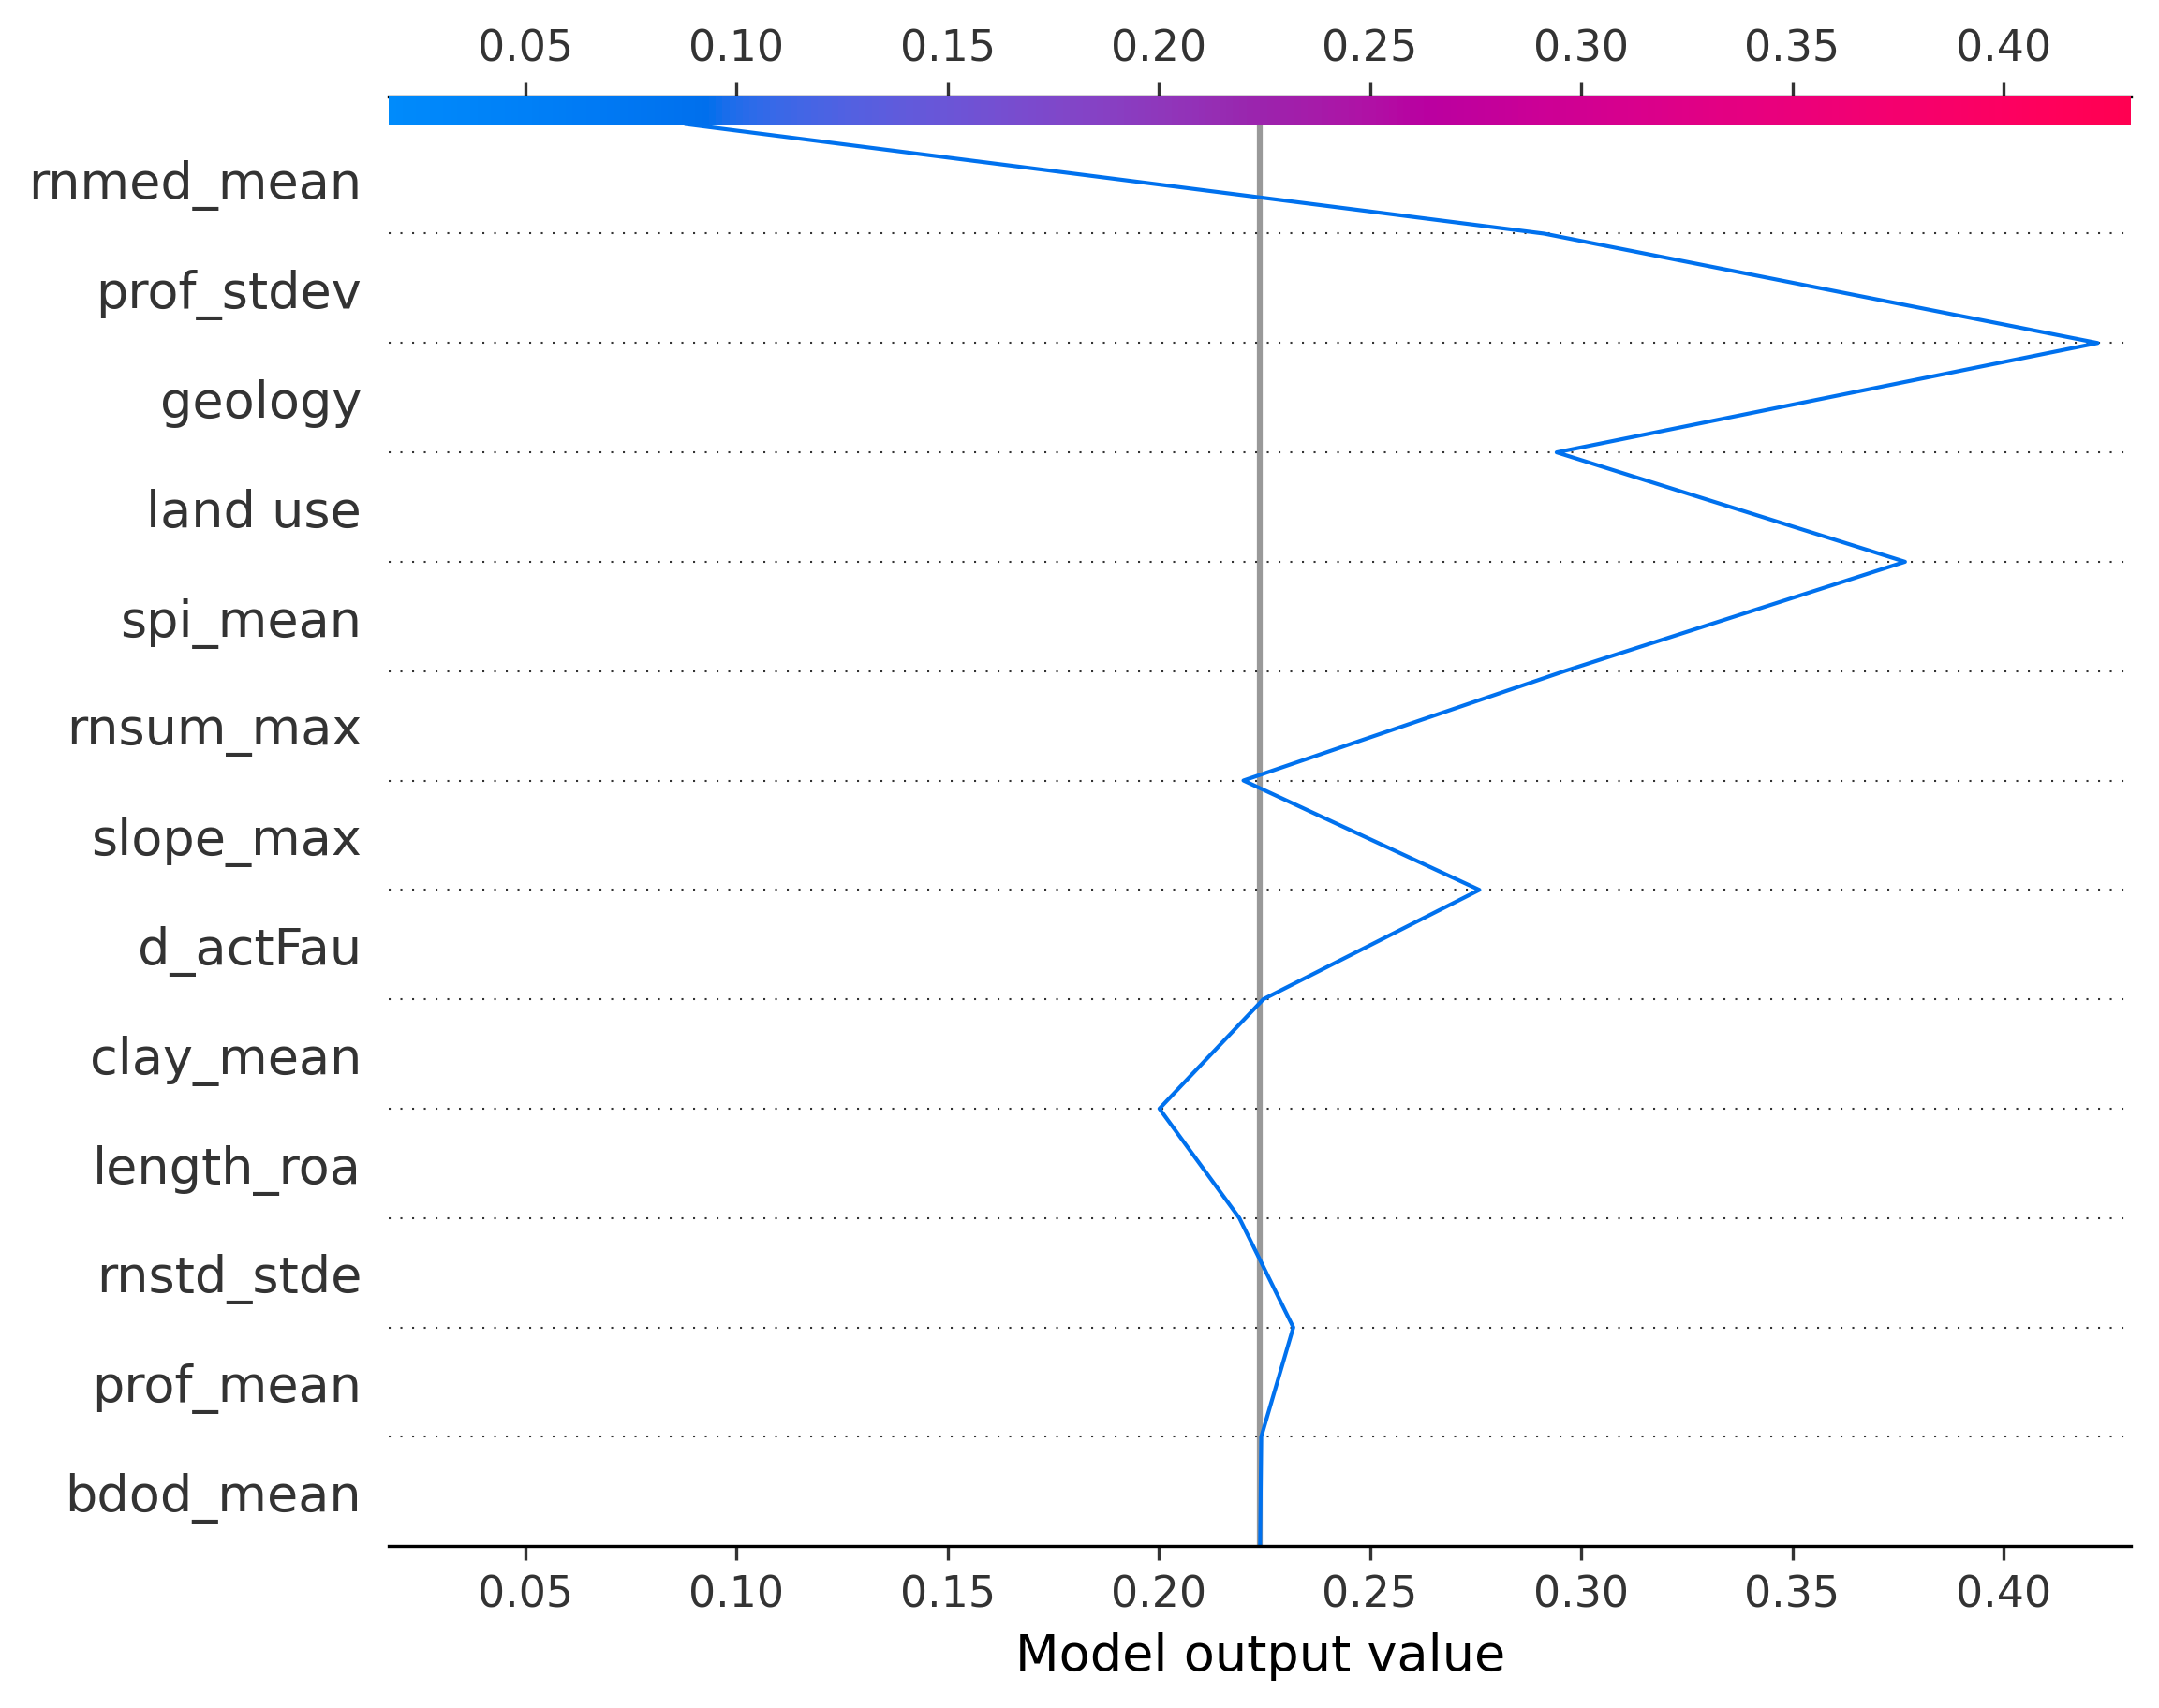 0.05 0.10 0.15 0.20 0.25 0.30 0.35 0.40
rnmed_mean
prof_stdev
geology
land use
spi_mean
rnsum_max
slope_max
d_actFau
clay_mean
length_roa
rnstd_stde
prof_mean
bdod_mean
0.05 0.10 0.15 0.20 0.25 0.30 0.35 0.40
Model output value